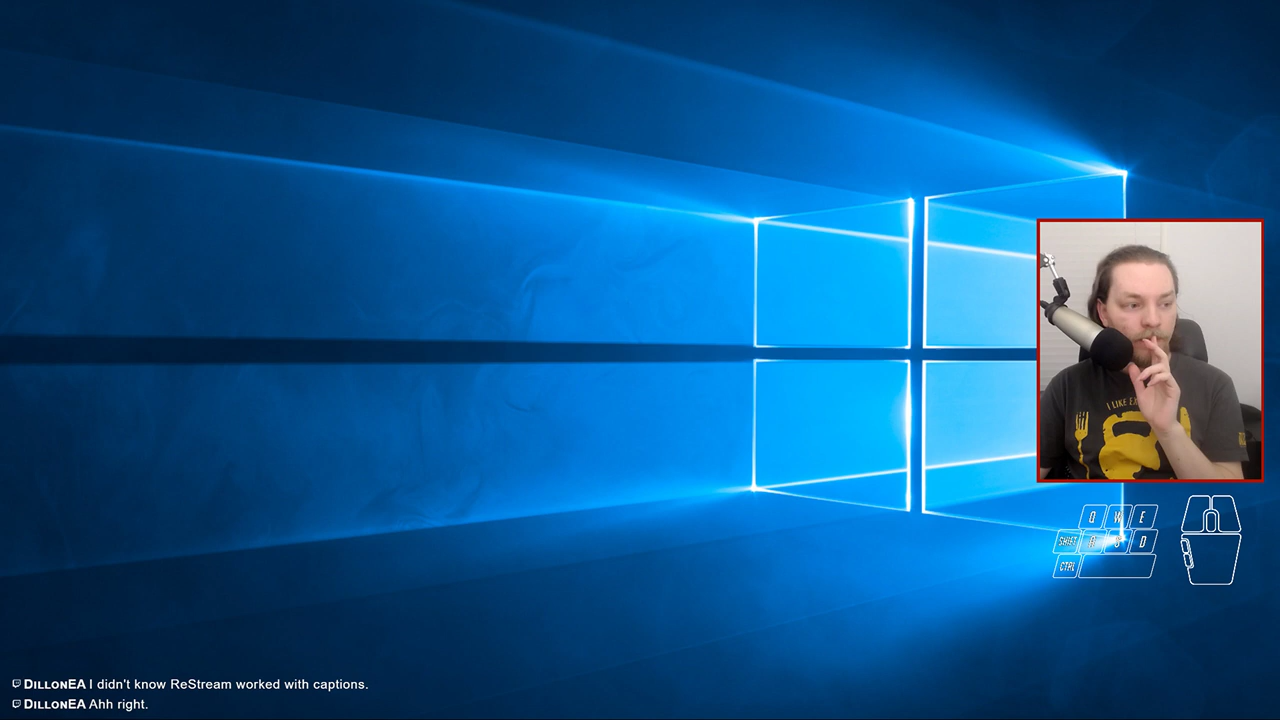 I LIKE
Q W E
SHIFT A S D
CTRL
DillonEA I didn't know ReStream worked with captions.
DillonEA Ahh right.